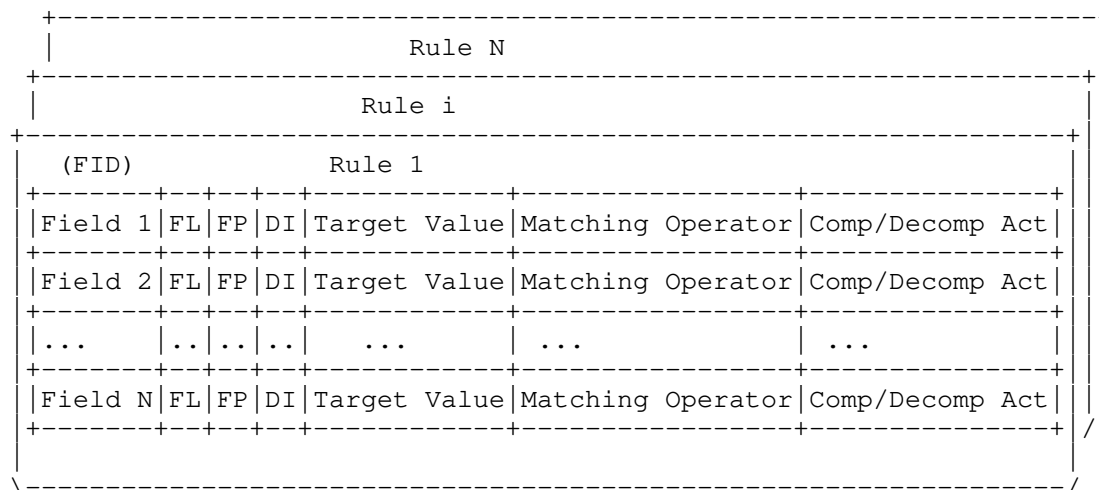 Rule N
Rule i
(FID) Rule 1
Field 1 FL FP DI Target Value Matching Operator Comp/Decomp Act
Field 2 FL FP DI Target Value Matching Operator Comp/Decomp Act
... .. .. .. ... ... ...
Field N FL FP DI Target Value Matching Operator Comp/Decomp Act